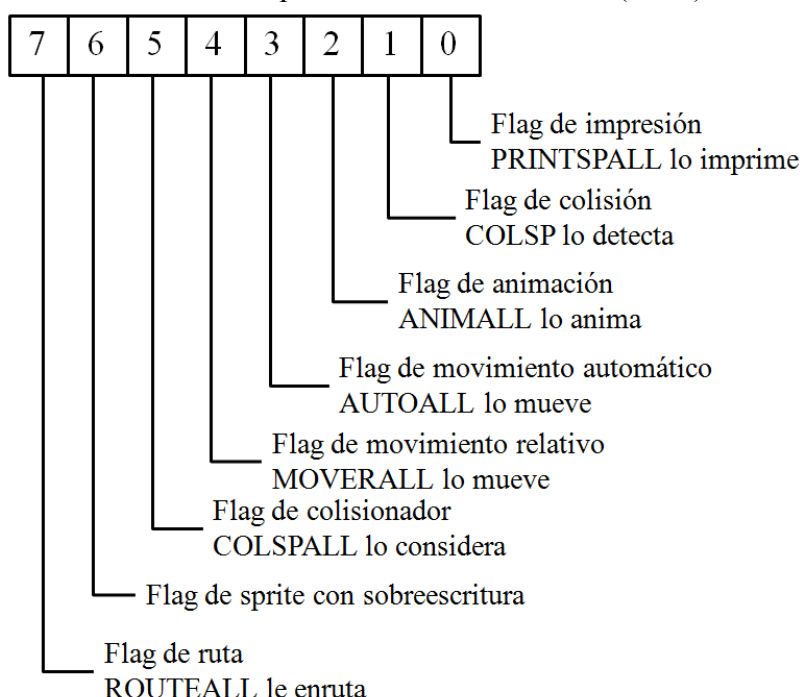 7 6 5 4 3 2 1 0
Flag de impresión
PRINTSPALL lo imprime
Flag de colisión
COLSP lo detecta
Flag de animación
ANIMALL lo anima
Flag de movimiento automático
AUTOALL lo mueve
Flag de movimiento relativo
MOVERALL lo mueve
Flag de colisionador
COLSPALL lo considera
Flag de sprite con sobreescritura
Flag de ruta
ROUTEALL le enruta